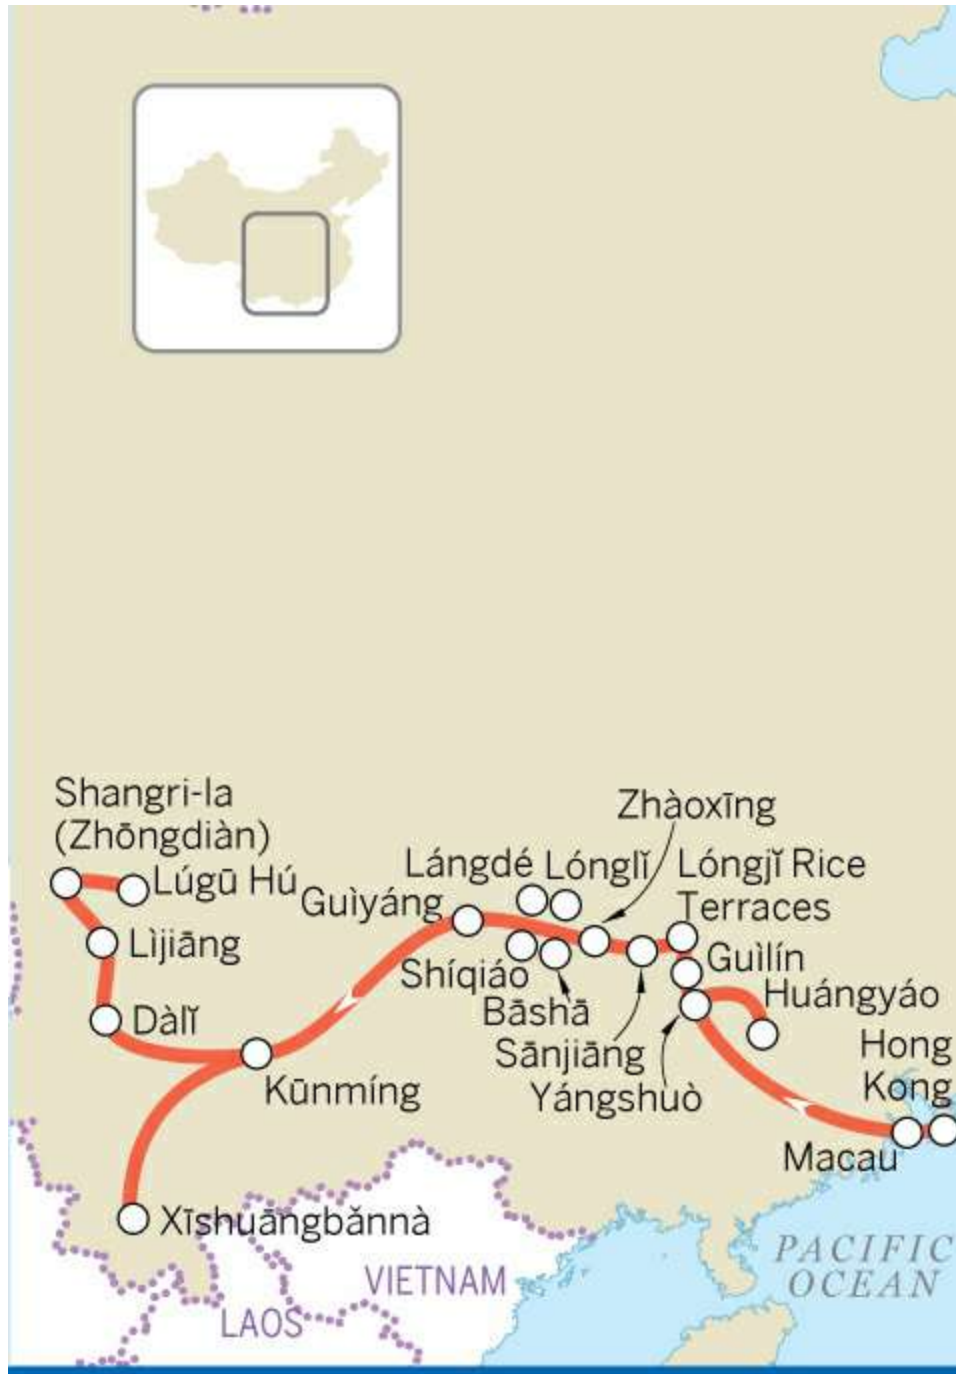 Shangri-la
(Zhōngdiàn)
Zhàoxīng
Lángdé
Lónglǐ
Lóngjǐ Rice
Terraces
Lúgū Hú
Guìyáng
Lìjiāng
Shíqiáo
Guìlín
Bāshā
Huángyáo
Dàlǐ
Sānjiāng
Hong
Kong
Kūnmíng
Yángshuò
Macau
Xīshuāngbǎnnà
PACIFIC
OCEAN
VIETNAM
LAOS